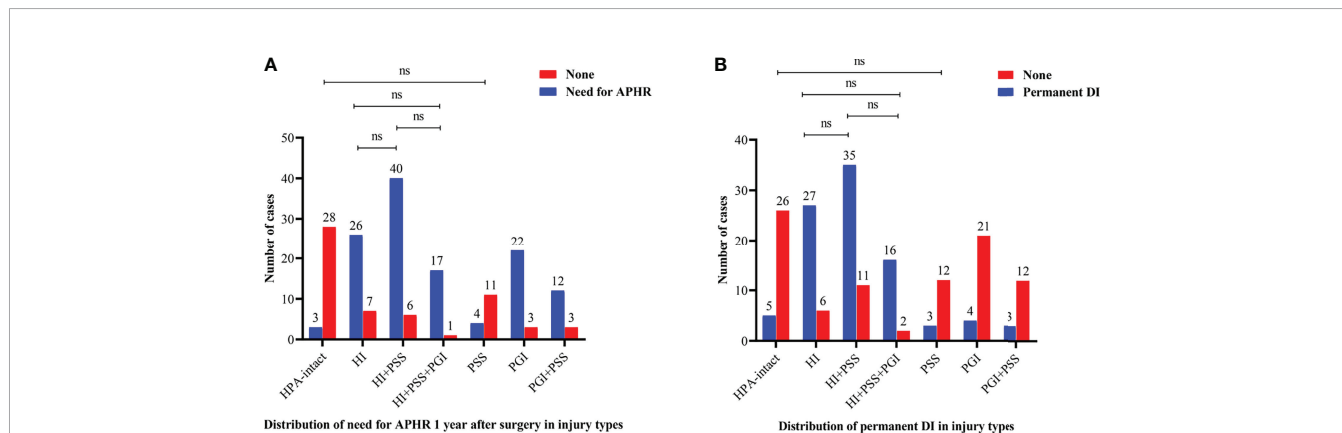 A
ns
None
Need for APHR
ns
ns
ns
50
40
30
20
10
0
Number of cases
3
28
26
7
40
6
17
1
4
11
22
3
12
3
HPA-intact
HI
HI+PSS
HI+PSS+PGI
PSS
PGI
PGI+PSS
Distribution of need for APHR 1 year after surgery in injury types
B
ns
None
Permanent DI
ns
ns
ns
40
30
20
10
0
Number of cases
5
26
27
6
35
11
16
2
3
12
4
21
3
12
HPA-intact
HI
HI+PSS
HI+PSS+PGI
PSS
PGI
PGI+PSS
Distribution of permanent DI in injury types